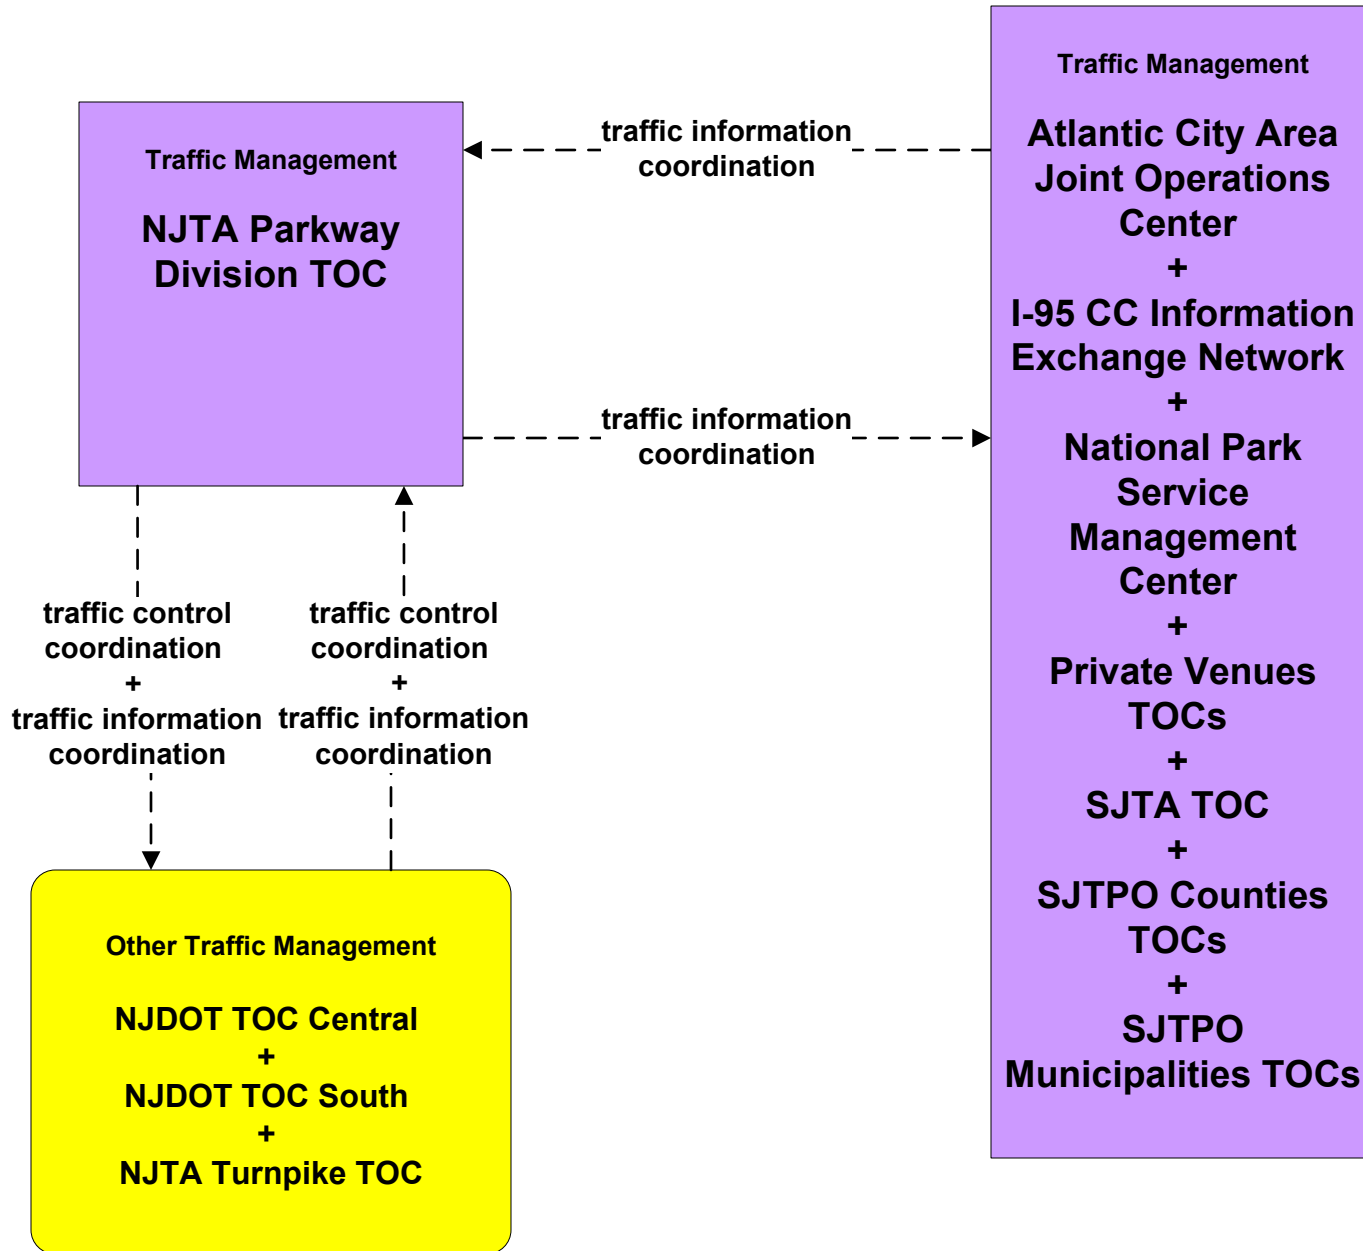 Traffic Management
NJTA Parkway
Division TOC
traffic information
coordination
traffic information
coordination
Traffic Management
Atlantic City Area
Joint Operations
Center
+
I-95 CC Information
Exchange Network
+
National Park
Service
Management
Center
+
Private Venues
TOCs
+
SJTA TOC
+
SJTPO Counties
TOCs
+
SJTPO
Municipalities TOCs
traffic control
coordination
+
traffic information
coordination
traffic control
coordination
+
traffic information
coordination
Other Traffic Management
NJDOT TOC Central
+
NJDOT TOC South
+
NJTA Turnpike TOC